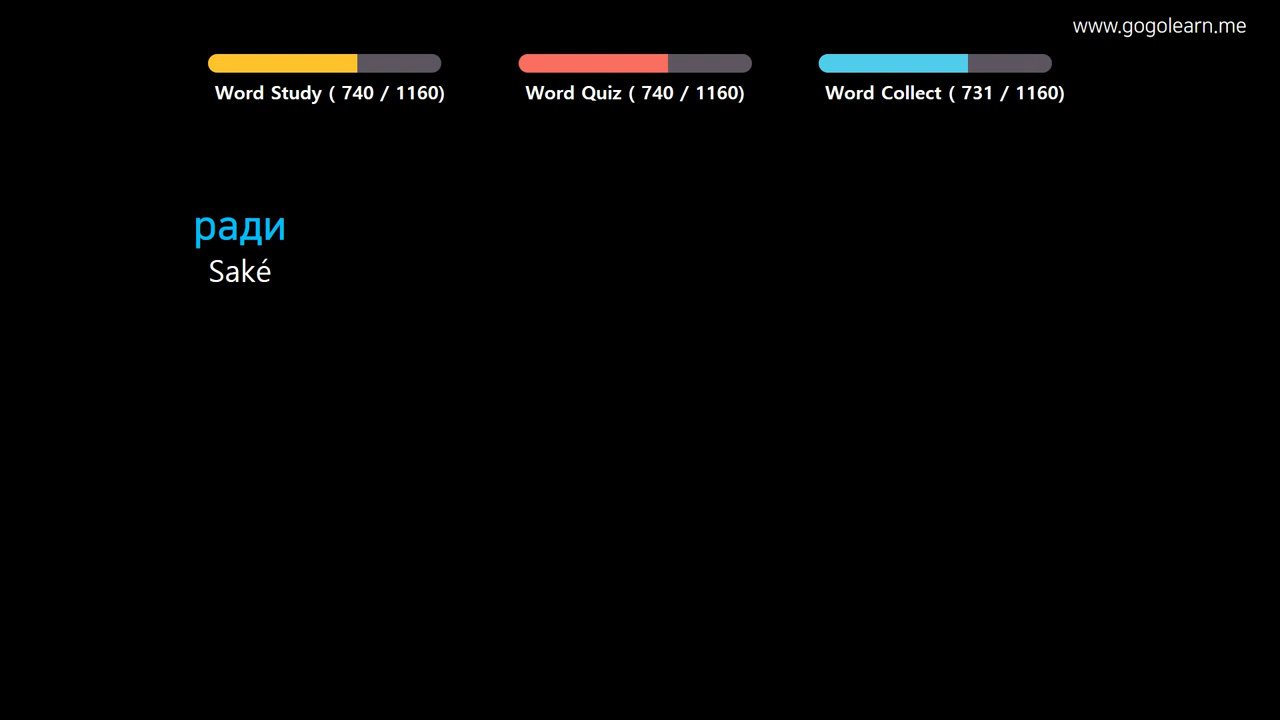 www.gogolearn.me
Word Study ( 740 / 1160)
Word Quiz ( 740 / 1160)
Word Collect ( 731 / 1160)
ради
Saké